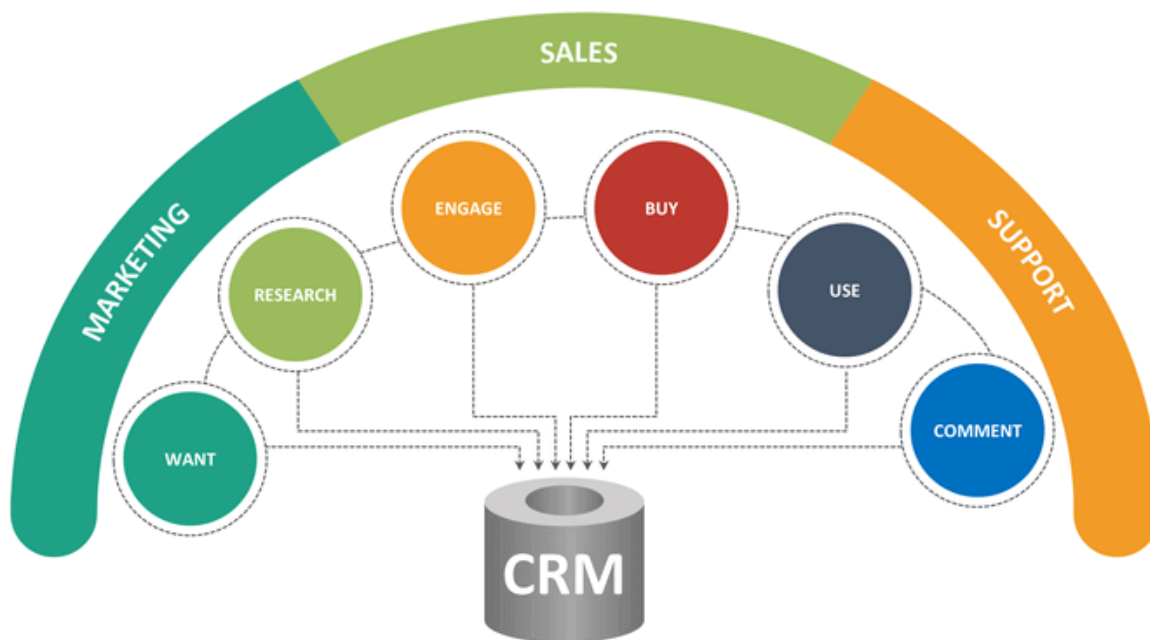 SALES
MARKETING
SUPPORT
WANT
RESEARCH
ENGAGE
BUY
USE
COMMENT
CRM